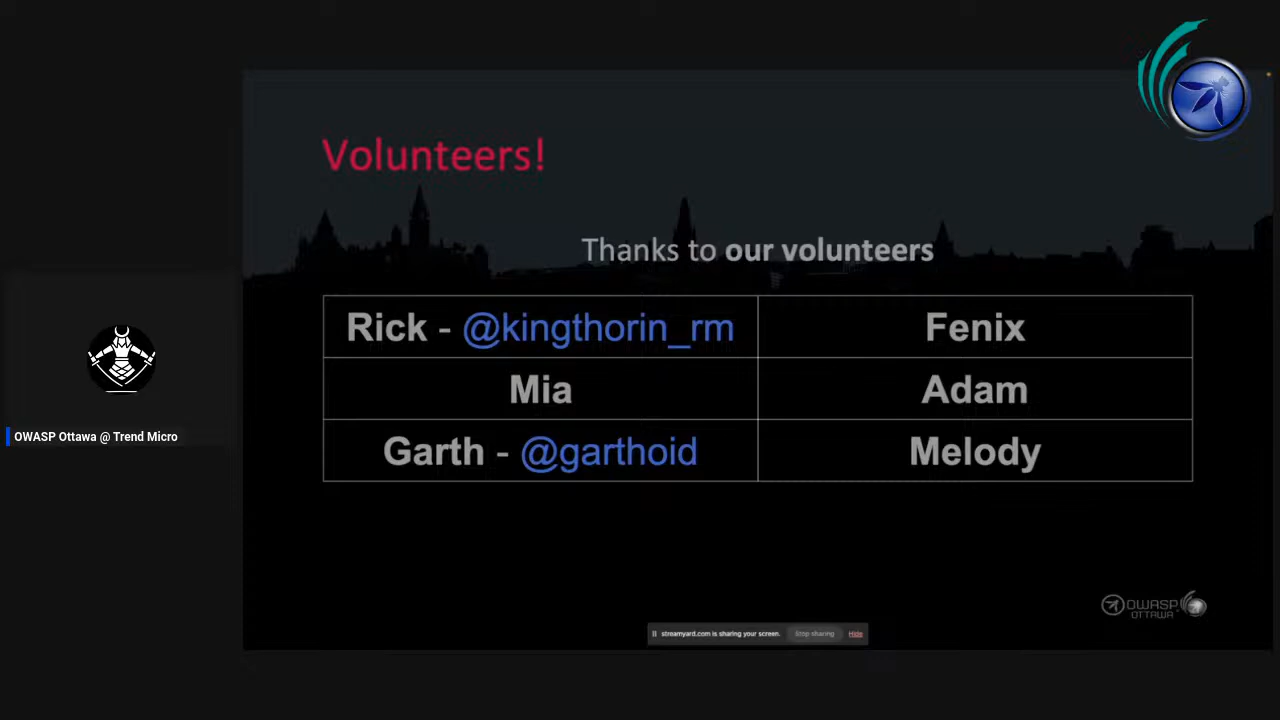 Volunteers!
Thanks to our volunteers
Rick - @kingthorin_rm
Fenix
Mia
Adam
Garth - @garthoid
Melody
OWASP Ottawa @ Trend Micro
OWASP
OTTAWA
streamyard.com is sharing your screen.
Stop sharing
Hide